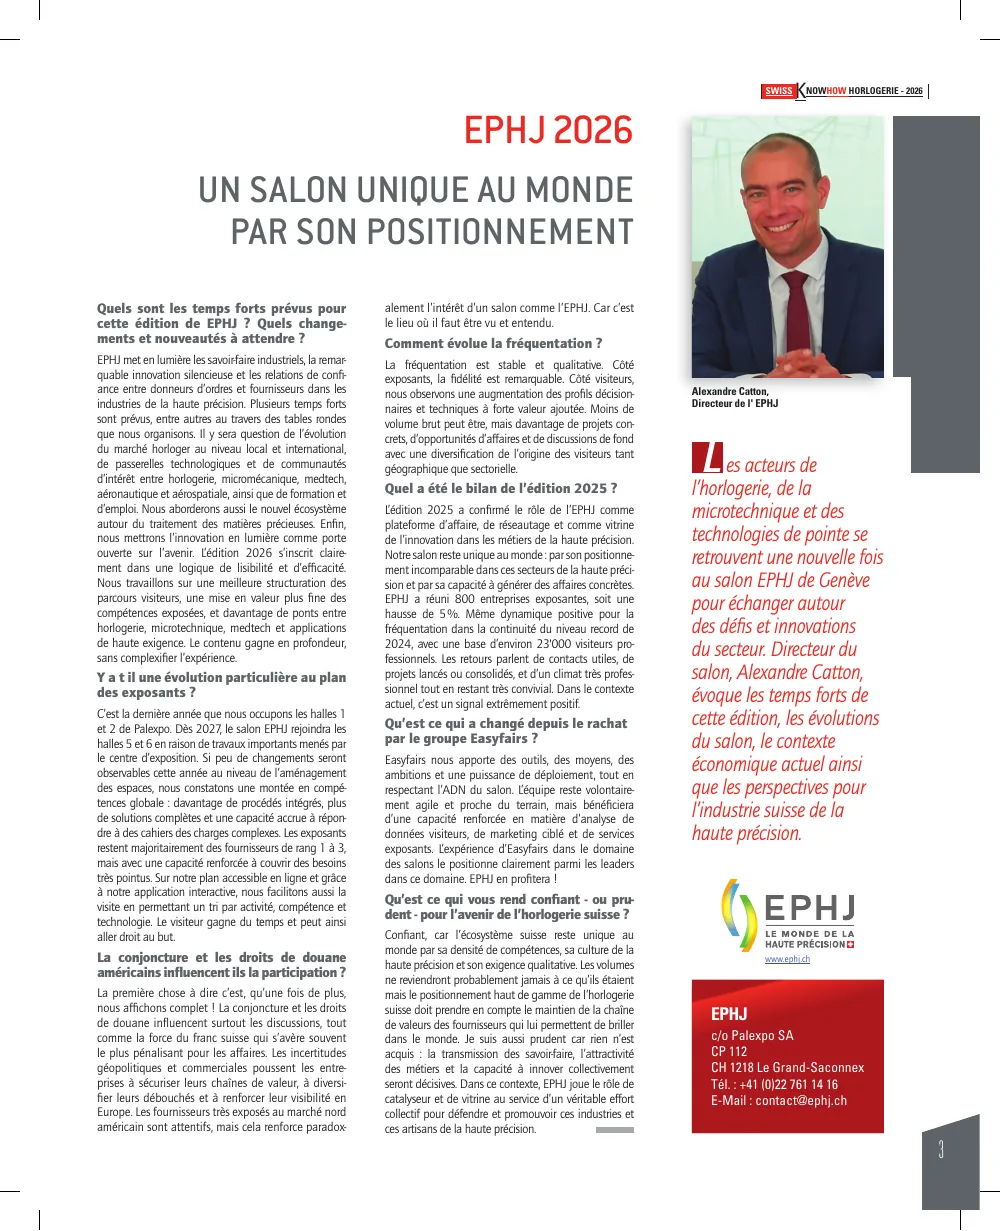 SWISS KNOWHOW HORLOGERIE - 2026
EPHJ 2026
UN SALON UNIQUE AU MONDE
PAR SON POSITIONNEMENT
Quels sont les temps forts prévus pour
cette édition de EPHJ ? Quels change-
ments et nouveautés à attendre ?
EPHJ met en lumière les savoir-faire industriels, la remar-
quable innovation silencieuse et les relations de confi-
ance entre donneurs d’ordres et fournisseurs dans les
industries de la haute précision. Plusieurs temps forts
sont prévus, entre autres au travers des tables rondes
que nous organisons. Il y sera question de l’évolution
du marché horloger au niveau local et international,
de passerelles technologiques et de communautés
d’intérêt entre horlogerie, micromécanique, medtech,
aéronautique et aérospatiale, ainsi que de formation et
d’emploi. Nous aborderons aussi le nouvel écosystème
autour du traitement des matières précieuses. Enfin,
nous mettrons l’innovation en lumière comme porte
ouverte sur l’avenir. L’édition 2026 s’inscrit claire-
ment dans une logique de lisibilité et d’efficacité.
Nous travaillons sur une meilleure structuration des
parcours visiteurs, une mise en valeur plus fine des
compétences exposées, et davantage de ponts entre
horlogerie, microtechnique, medtech et applications
de haute exigence. Le contenu gagne en profondeur,
sans complexifier l’expérience.
Y a t il une évolution particulière au plan
des exposants ?
C’est la dernière année que nous occupons les halles 1
et 2 de Palexpo. Dès 2027, le salon EPHJ rejoindra les
halles 5 et 6 en raison de travaux importants menés par
le centre d’exposition. Si peu de changements seront
observables cette année au niveau de l’aménagement
des espaces, nous constatons une montée en compé-
tences globale : davantage de procédés intégrés, plus
de solutions complètes et une capacité accrue à répon-
dre à des cahiers des charges complexes. Les exposants
restent majoritairement des fournisseurs de rang 1 à 3,
mais avec une capacité renforcée à couvrir des besoins
très pointus. Sur notre plan accessible en ligne et grâce
à notre application interactive, nous facilitons aussi la
visite en permettant un tri par activité, compétence et
technologie. Le visiteur gagne du temps et peut ainsi
aller droit au but.
La conjoncture et les droits de douane
américains influencent ils la participation ?
La première chose à dire c’est, qu’une fois de plus,
nous affichons complet ! La conjoncture et les droits
de douane influencent surtout les discussions, tout
comme la force du franc suisse qui s’avère souvent
le plus pénalisant pour les affaires. Les incertitudes
géopolitiques et commerciales poussent les entre-
prises à sécuriser leurs chaînes de valeur, à diversi-
fier leurs débouchés et à renforcer leur visibilité en
Europe. Les fournisseurs très exposés au marché nord
américain sont attentifs, mais cela renforce paradox-
alement l’intérêt d’un salon comme l’EPHJ. Car c’est
le lieu où il faut être vu et entendu.
Comment évolue la fréquentation ?
La fréquentation est stable et qualitative. Côté
exposants, la fidélité est remarquable. Côté visiteurs,
nous observons une augmentation des profils décision-
naires et techniques à forte valeur ajoutée. Moins de
volume brut peut être, mais davantage de projets con-
crets, d’opportunités d’affaires et de discussions de fond
avec une diversification de l’origine des visiteurs tant
géographique que sectorielle.
Quel a été le bilan de l’édition 2025 ?
L’édition 2025 a confirmé le rôle de l’EPHJ comme
plateforme d’affaire, de réseautage et comme vitrine
de l’innovation dans les métiers de la haute précision.
Notre salon reste unique au monde : par son positionne-
ment incomparable dans ces secteurs de la haute préci-
sion et par sa capacité à générer des affaires concrètes.
EPHJ a réuni 800 entreprises exposantes, soit une
hausse de 5%. Même dynamique positive pour la
fréquentation dans la continuité du niveau record de
2024, avec une base d’environ 23’000 visiteurs pro-
fessionnels. Les retours parlent de contacts utiles, de
projets lancés ou consolidés, et d’un climat très profes-
sionnel tout en restant très convivial. Dans le contexte
actuel, c’est un signal extrêmement positif.
Qu’est ce qui a changé depuis le rachat
par le groupe Easyfairs ?
Easyfairs nous apporte des outils, des moyens, des
ambitions et une puissance de déploiement, tout en
respectant l’ADN du salon. L’équipe reste volontaire-
ment agile et proche du terrain, mais bénéficiera
d’une capacité renforcée en matière d’analyse de
données visiteurs, de marketing ciblé et de services
exposants. L’expérience d’Easyfairs dans le domaine
des salons le positionne clairement parmi les leaders
dans ce domaine. EPHJ en profitera !
Qu’est ce qui vous rend confiant - ou pru-
dent - pour l’avenir de l’horlogerie suisse ?
Confiant, car l’écosystème suisse reste unique au
monde par sa densité de compétences, sa culture de la
haute précision et son exigence qualitative. Les volumes
ne reviendront probablement jamais à ce qu’ils étaient
mais le positionnement haut de gamme de l’horlogerie
suisse doit prendre en compte le maintien de la chaîne
de valeurs des fournisseurs qui lui permettent de briller
dans le monde. Je suis aussi prudent car rien n’est
acquis : la transmission des savoir-faire, l’attractivité
des métiers et la capacité à innover collectivement
seront décisives. Dans ce contexte, EPHJ joue le rôle de
catalyseur et de vitrine au service d’un véritable effort
collectif pour défendre et promouvoir ces industries et
ces artisans de la haute précision.
Alexandre Catton,
Directeur de l' EPHJ
Les acteurs de
l’horlogerie, de la
microtechnique et des
technologies de pointe se
retrouvent une nouvelle fois
au salon EPHJ de Genève
pour échanger autour
des défis et innovations
du secteur. Directeur du
salon, Alexandre Catton,
évoque les temps forts de
cette édition, les évolutions
du salon, le contexte
économique actuel ainsi
que les perspectives pour
l’industrie suisse de la
haute précision.
EPHJ
LE MONDE DE LA
HAUTE PRÉCISION
www.ephj.ch
EPHJ
c/o Palexpo SA
CP 112
CH 1218 Le Grand-Saconnex
Tél. : +41 (0)22 761 14 16
E-Mail : contact@ephj.ch
3